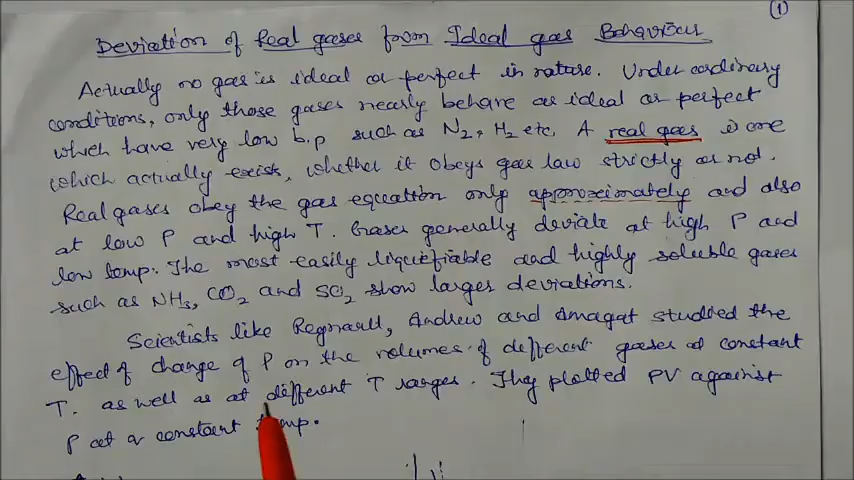 (1)
Deviation of Real gases from Ideal gas Behaviour
Actually no gas is ideal or perfect in nature. Under ordinary
conditions, only those gases nearly behave as ideal or perfect
which have very low b.p such as N2, H2 etc. A real gas is one
which actually exists, whether it obeys gas law strictly or not.
Real gases obey the gas equation only approximately and also
at low P and high T. Gases generally deviate at high P and
low temp. The most easily liquefiable and highly soluble gases
such as NH3, CO2 and SO2 show larges deviations.
Scientists like Regnault, Andrew and Amagat studied the
effect of change of P on the volumes of different gases at constant
T. as well as at different T ranges. They plotted PV against
P at a constant temp.